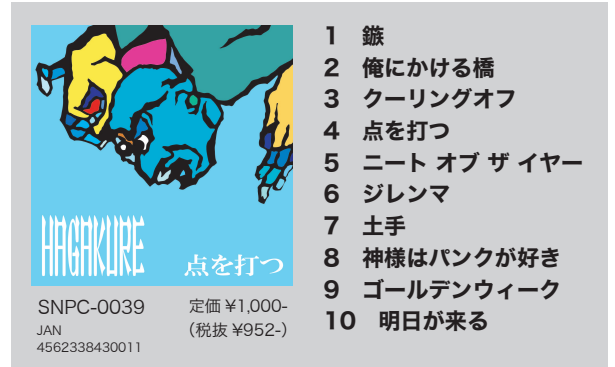 HAGAKURE
点を打つ
SNPC-0039
定価 ¥1,000-
JAN
(税抜 ¥952-)
4562338430011
1 鏃
2 俺にかける橋
3 クーリングオフ
4 点を打つ
5 ニート オブ ザ イヤー
6 ジレンマ
7 土手
8 神様はパンクが好き
9 ゴールデンウィーク
10 明日が来る